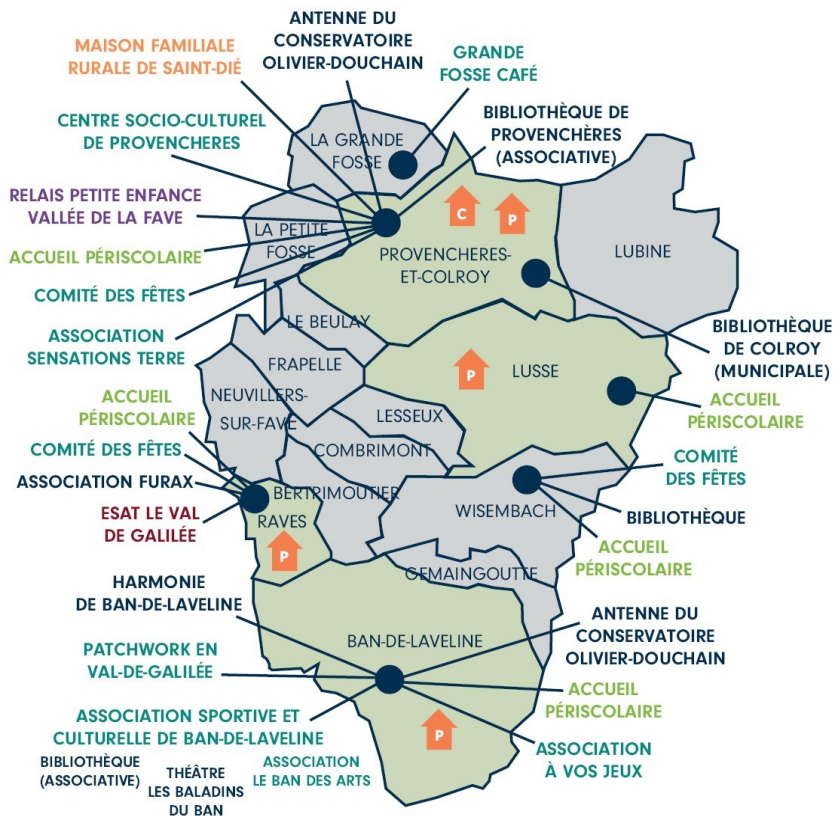 ANTENNE DU
CONSERVATOIRE
OLIVIER-DOUCHAIN
MAISON FAMILIALE
RURALE DE SAINT-DIÉ
GRANDE
FOSSE CAFÉ
CENTRE SOCIO-CULTUREL
DE PROVENCHERES
BIBLIOTHÈQUE DE
PROVENCHÈRES
(ASSOCIATIVE)
LA GRANDE
FOSSE
RELAIS PETITE ENFANCE
VALLÉE DE LA FAVE
C
P
LA PETITE
FOSSE
ACCUEIL PÉRISCOLAIRE
PROVENCHERES-
ET-COLROY
LUBINE
COMITÉ DES FÊTES
ASSOCIATION
SENSATIONS TERRE
LE BEULAY
BIBLIOTHÈQUE
DE COLROY
(MUNICIPALE)
FRAPELLE
P
LUSSE
ACCUEIL
PÉRISCOLAIRE
NEUVILLERS-
SUR-FAVE
ACCUEIL
PÉRISCOLAIRE
LESSEUX
COMBRIMONT
COMITÉ DES FÊTES
COMITÉ
DES FÊTES
ASSOCIATION FURAX
BERTRIMOUTIER
ESAT LE VAL
DE GALILÉE
RAVES
P
WISEMBACH
BIBLIOTHÈQUE
ACCUEIL
PÉRISCOLAIRE
GEMAINGOUTTE
HARMONIE
DE BAN-DE-LAVELINE
BAN-DE-LAVELINE
ANTENNE DU
CONSERVATOIRE
OLIVIER-DOUCHAIN
PATCHWORK EN
VAL-DE-GALILÉE
ACCUEIL
PÉRISCOLAIRE
ASSOCIATION SPORTIVE ET
CULTURELLE DE BAN-DE-LAVELINE
P
ASSOCIATION
À VOS JEUX
BIBLIOTHÈQUE
(ASSOCIATIVE)
THÉÂTRE
LES BALADINS
DU BAN
ASSOCIATION
LE BAN DES ARTS